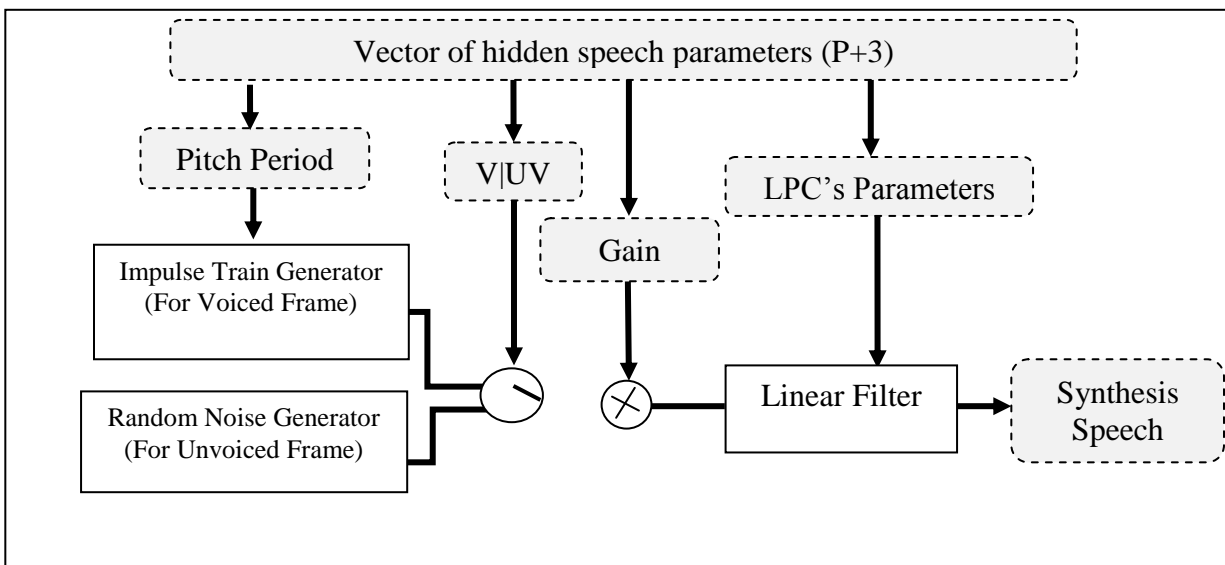 Vector of hidden speech parameters (P+3)
Pitch Period
V|UV
LPC’s Parameters
Gain
Impulse Train Generator
(For Voiced Frame)
Random Noise Generator
(For Unvoiced Frame)
Linear Filter
Synthesis
Speech